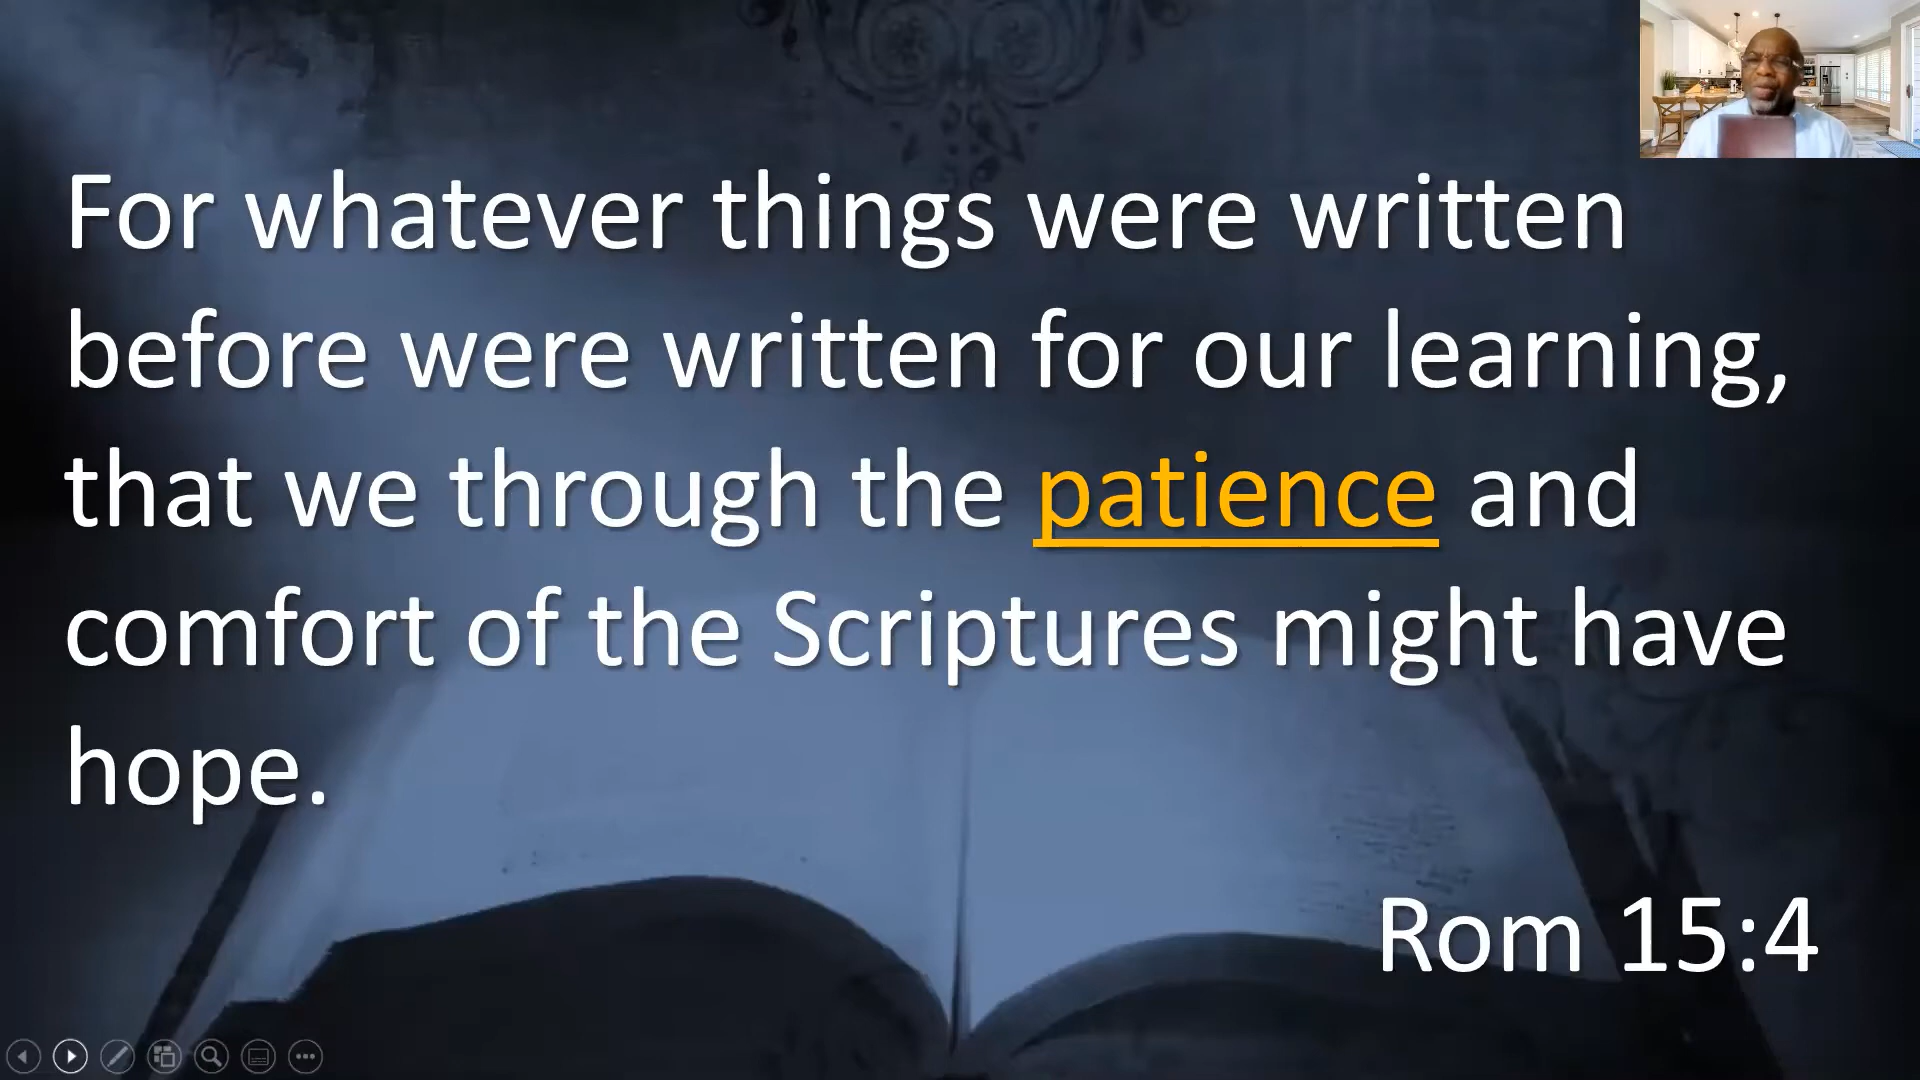 For whatever things were written
before were written for our learning,
that we through the patience and
comfort of the Scriptures might have
hope.
Rom 15:4